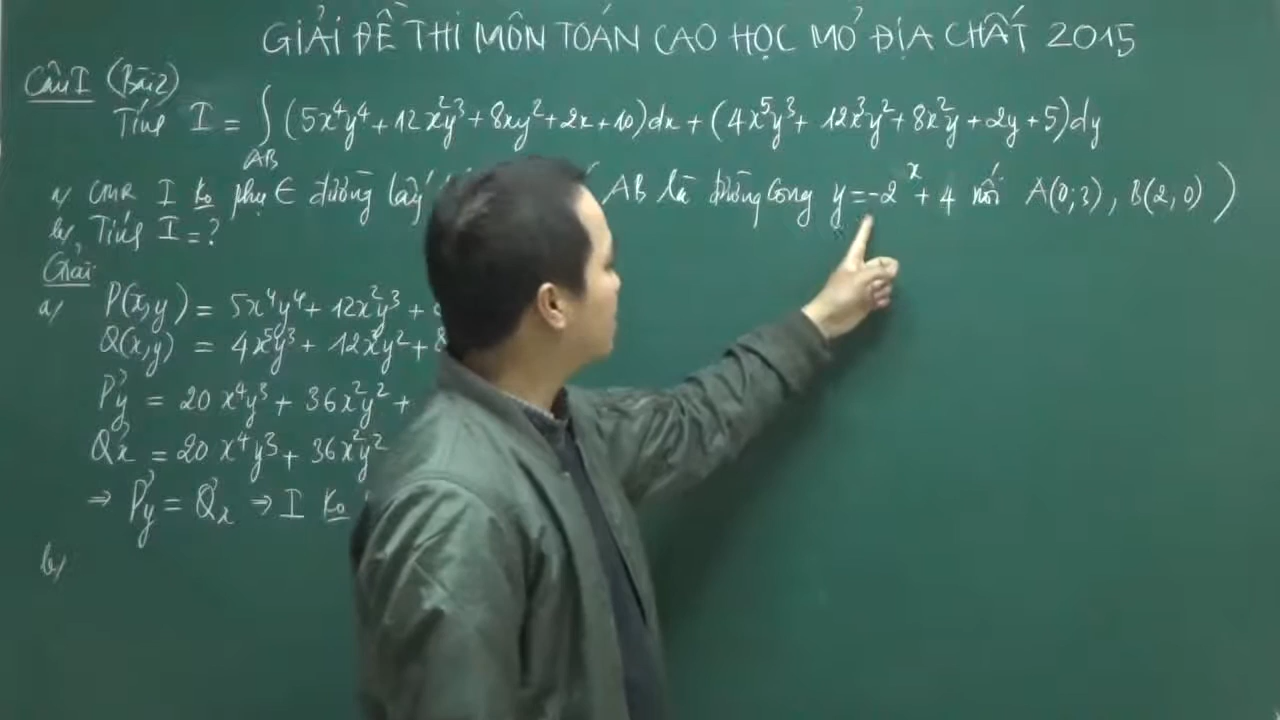 GIẢI ĐỀ THI MÔN TOÁN CAO HỌC MỎ ĐỊA CHẤT 2015
Câu I (Bài 2)
Tính I = ∫_AB (5x⁴y⁴ + 12x²y³ + 8xy² + 2x + 10)dx + (4x⁵y³ + 12x³y² + 8x²y + 2y + 5)dy
a, CMR I ko phụ ∈ đường lấy ( AB là đường cong y = -2^x + 4 nối A(0;3), B(2,0) )
b, Tính I = ?
Giải
a, P(x,y) = 5x⁴y⁴ + 12x²y³ +
Q(x,y) = 4x⁵y³ + 12x³y² + 8
P'y = 20x⁴y³ + 36x²y² +
Q'x = 20x⁴y³ + 36x²y²
⇒ P'y = Q'x ⇒ I ko
b,